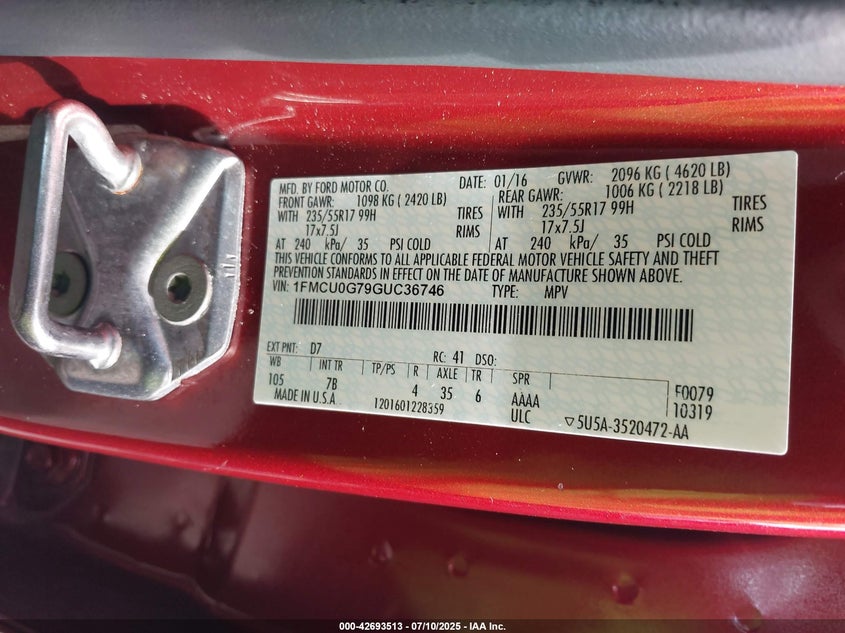 MFD. BY FORD MOTOR CO. DATE: 01/16 GVWR: 2096 KG ( 4620 LB)
FRONT GAWR: 1098 KG ( 2420 LB) REAR GAWR: 1006 KG ( 2218 LB)
WITH 235/55R17 99H TIRES WITH 235/55R17 99H TIRES
17x7.5J RIMS 17x7.5J RIMS
AT 240 kPa/ 35 PSI COLD AT 240 kPa/ 35 PSI COLD
THIS VEHICLE CONFORMS TO ALL APPLICABLE FEDERAL MOTOR VEHICLE SAFETY AND THEFT
PREVENTION STANDARDS IN EFFECT ON THE DATE OF MANUFACTURE SHOWN ABOVE.
VIN: 1FMCU0G79GUC36746 TYPE: MPV
EXT PNT: D7 RC: 41 DSO:
WB INT TR TP/PS R AXLE TR SPR
105 7B 4 35 6 AAAA F0079
MADE IN U.S.A. 1201601228359 ULC 10319
▽5U5A-3520472-AA
000-42693513 / 07/10/2025 - IAA Inc.